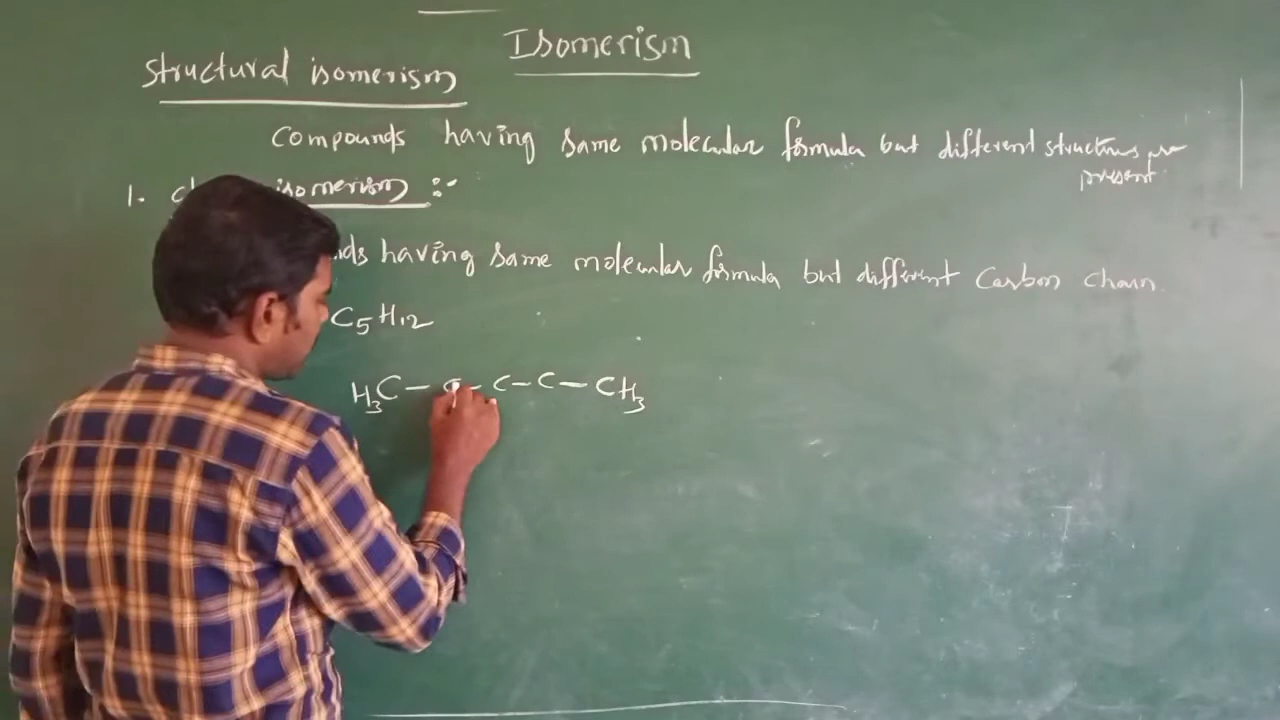 Isomerism
Structural isomerism
Compounds having same molecular formula but different structures
present
1. isomerism :-
nds having same molecular formula but different Carbon chain
C5H12
H3C - C - C - C - CH3